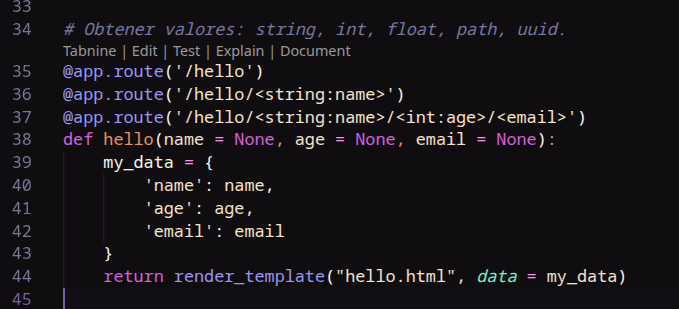 33
34 # Obtener valores: string, int, float, path, uuid.
Tabnine | Edit | Test | Explain | Document
35 @app.route('/hello')
36 @app.route('/hello/<string:name>')
37 @app.route('/hello/<string:name>/<int:age>/<email>')
38 def hello(name = None, age = None, email = None):
39     my_data = {
40         'name': name,
41         'age': age,
42         'email': email
43     }
44     return render_template("hello.html", data = my_data)
45